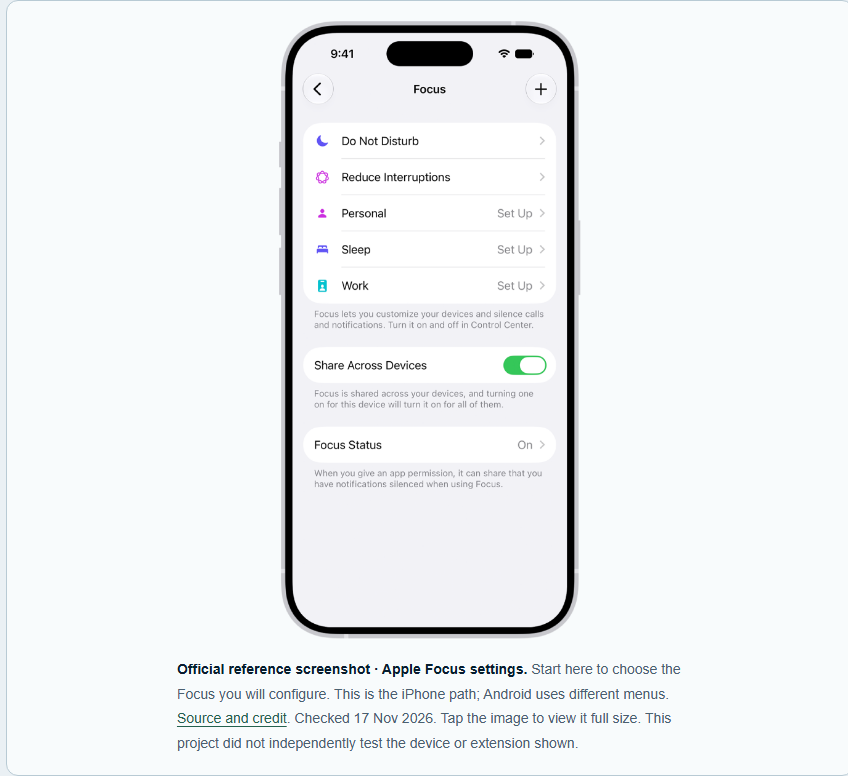 9:41
Focus
Do Not Disturb
Reduce Interruptions
Personal Set Up
Sleep Set Up
Work Set Up
Focus lets you customize your devices and silence calls
and notifications. Turn it on and off in Control Center.
Share Across Devices
Focus is shared across your devices, and turning one
on for this device will turn it on for all of them.
Focus Status On
When you give an app permission, it can share that you
have notifications silenced when using Focus.
Official reference screenshot · Apple Focus settings. Start here to choose the
Focus you will configure. This is the iPhone path; Android uses different menus.
Source and credit. Checked 17 Nov 2026. Tap the image to view it full size. This
project did not independently test the device or extension shown.